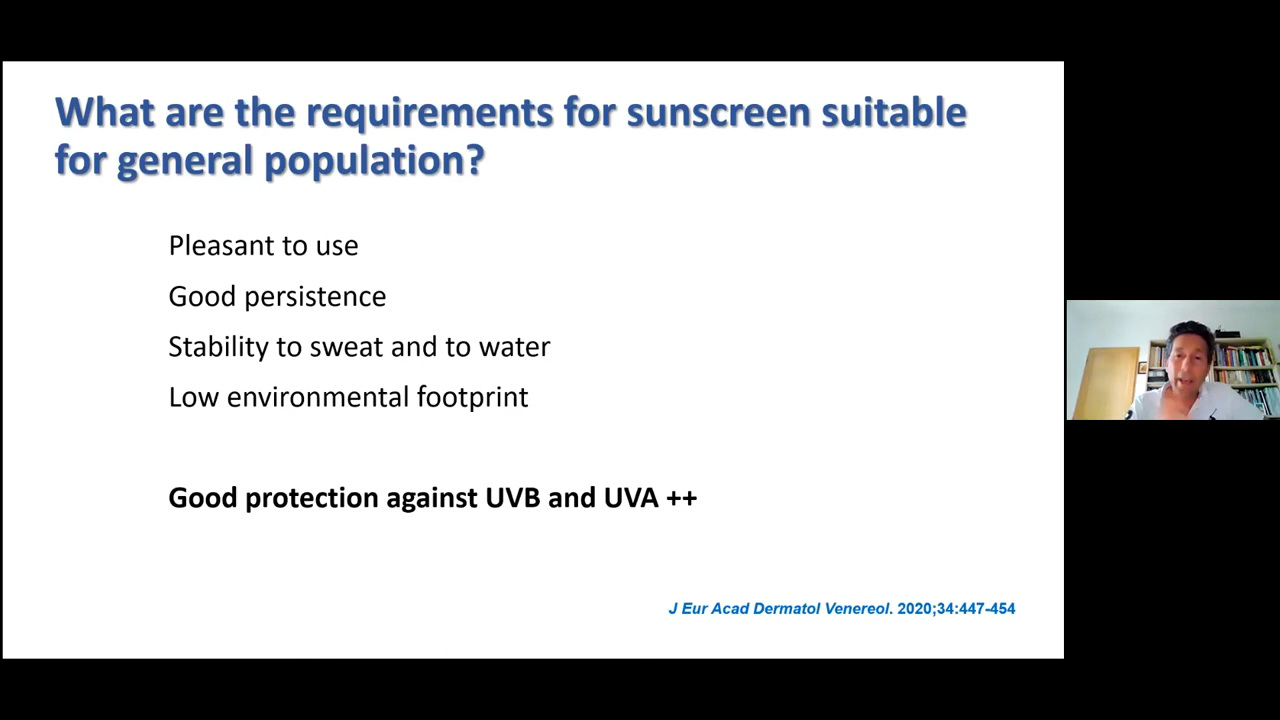 What are the requirements for sunscreen suitable
for general population?
Pleasant to use
Good persistence
Stability to sweat and to water
Low environmental footprint
Good protection against UVB and UVA ++
J Eur Acad Dermatol Venereol. 2020;34:447-454